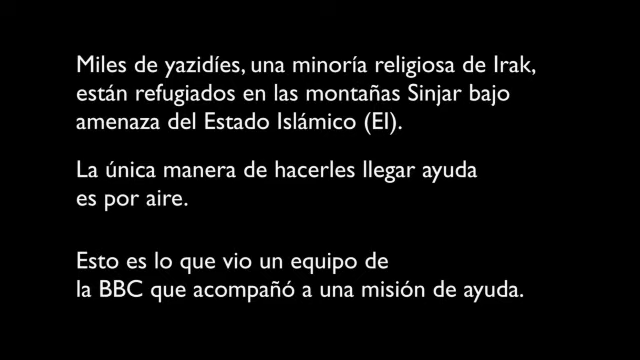 Miles de yazidíes, una minoría religiosa de Irak,
están refugiados en las montañas Sinjar bajo
amenaza del Estado Islámico (EI).
La única manera de hacerles llegar ayuda
es por aire.
Esto es lo que vio un equipo de
la BBC que acompañó a una misión de ayuda.